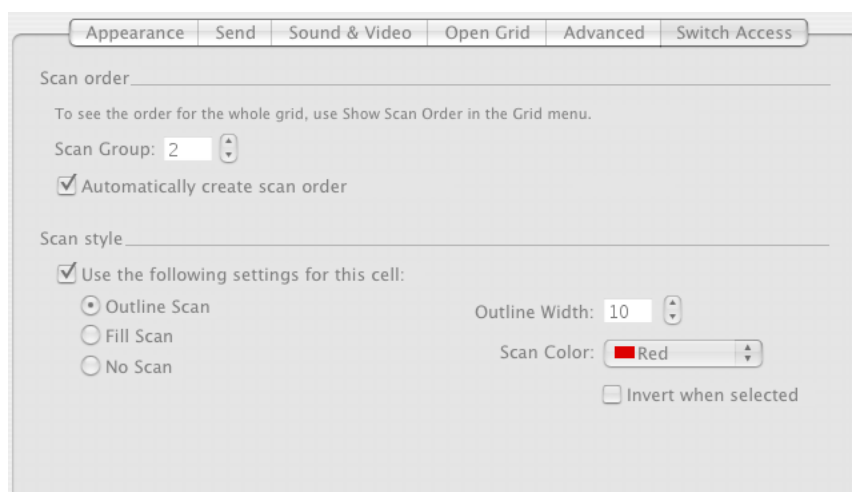 Appearance Send Sound & Video Open Grid Advanced Switch Access
Scan order
To see the order for the whole grid, use Show Scan Order in the Grid menu.
Scan Group: 2
Automatically create scan order
Scan style
Use the following settings for this cell:
Outline Scan
Outline Width: 10
Fill Scan
Scan Color: Red
No Scan
Invert when selected